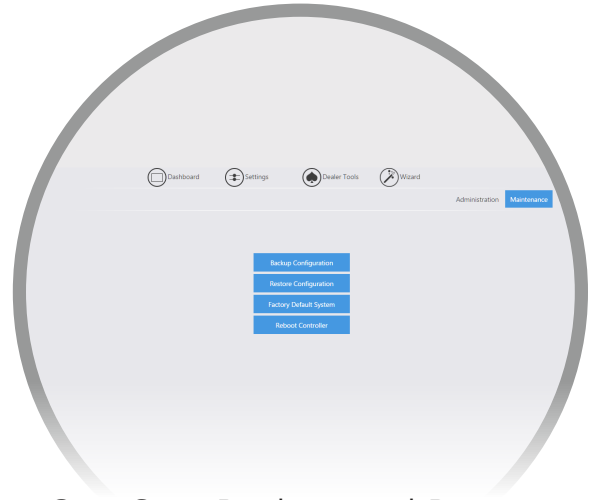 Dashboard Settings Dealer Tools Wizard
Administration Maintenance
Backup Configuration
Restore Configuration
Factory Default System
Reboot Controller